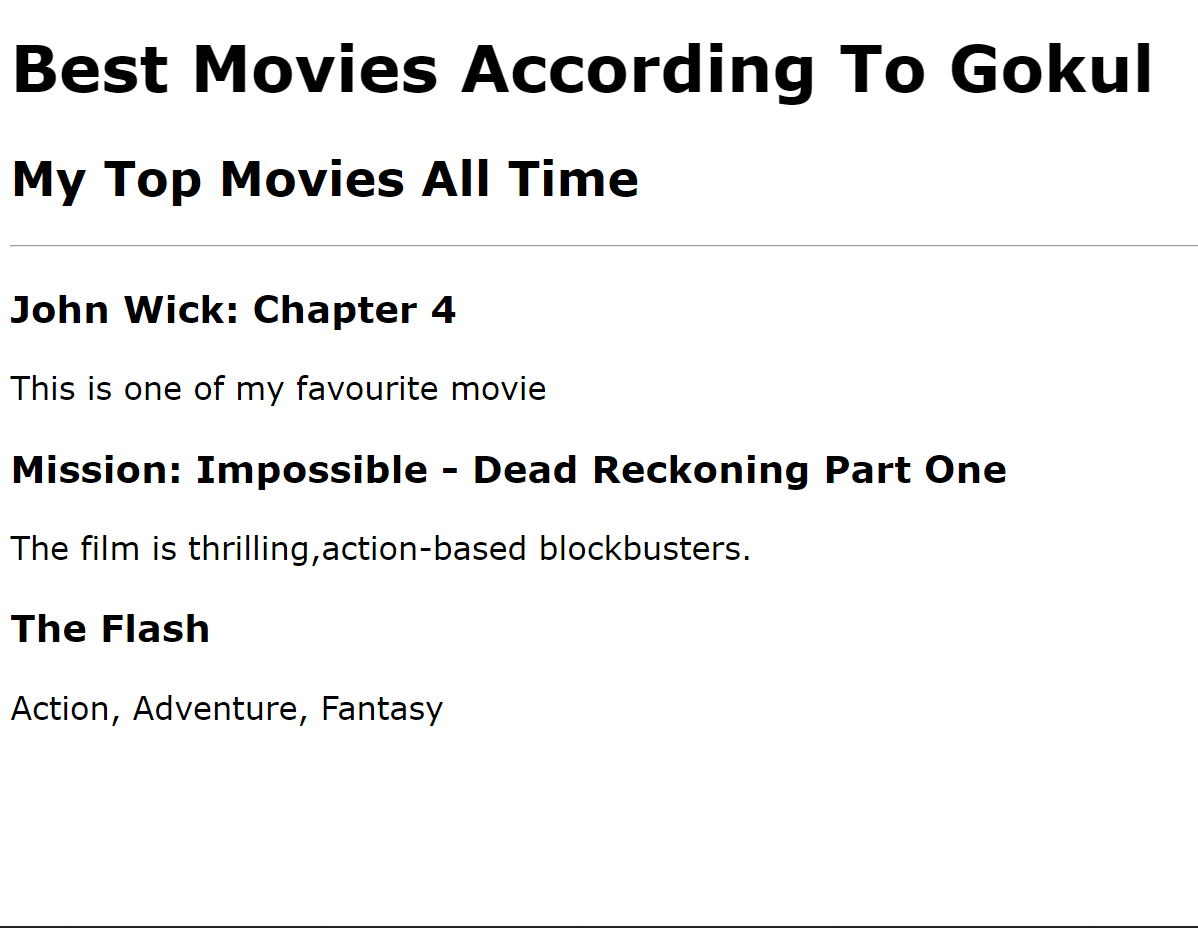 Best Movies According To Gokul
My Top Movies All Time
John Wick: Chapter 4
This is one of my favourite movie
Mission: Impossible - Dead Reckoning Part One
The film is thrilling,action-based blockbusters.
The Flash
Action, Adventure, Fantasy